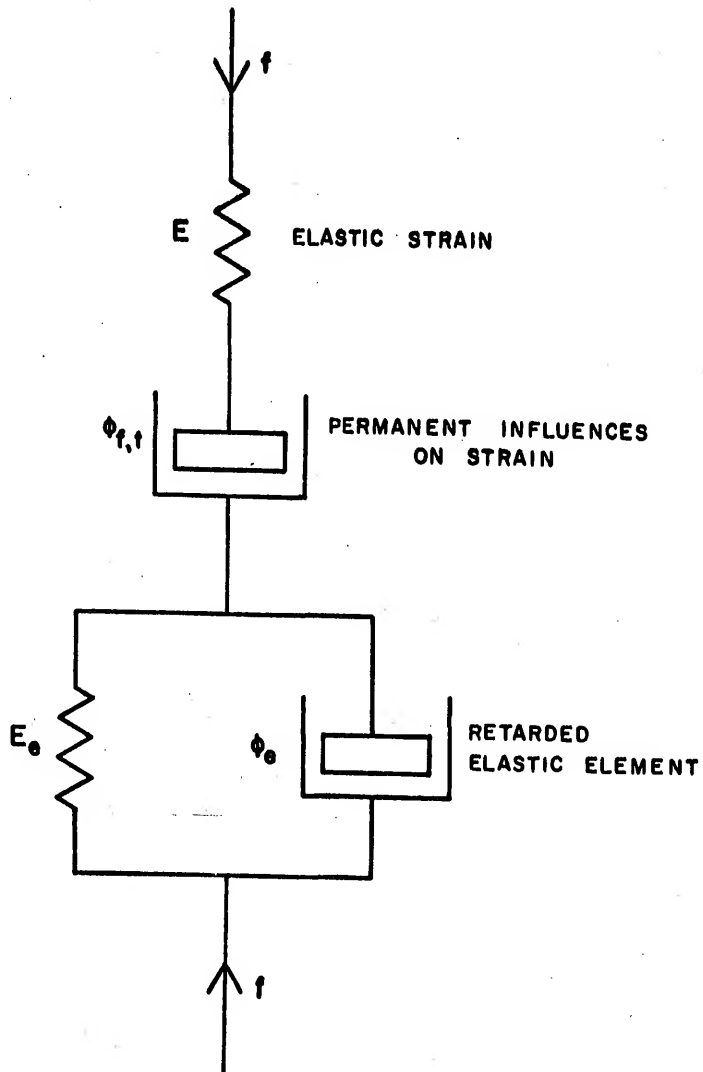 f
E
ELASTIC STRAIN
ϕf,t
PERMANENT INFLUENCES
ON STRAIN
Ee
ϕe
RETARDED
ELASTIC ELEMENT
f